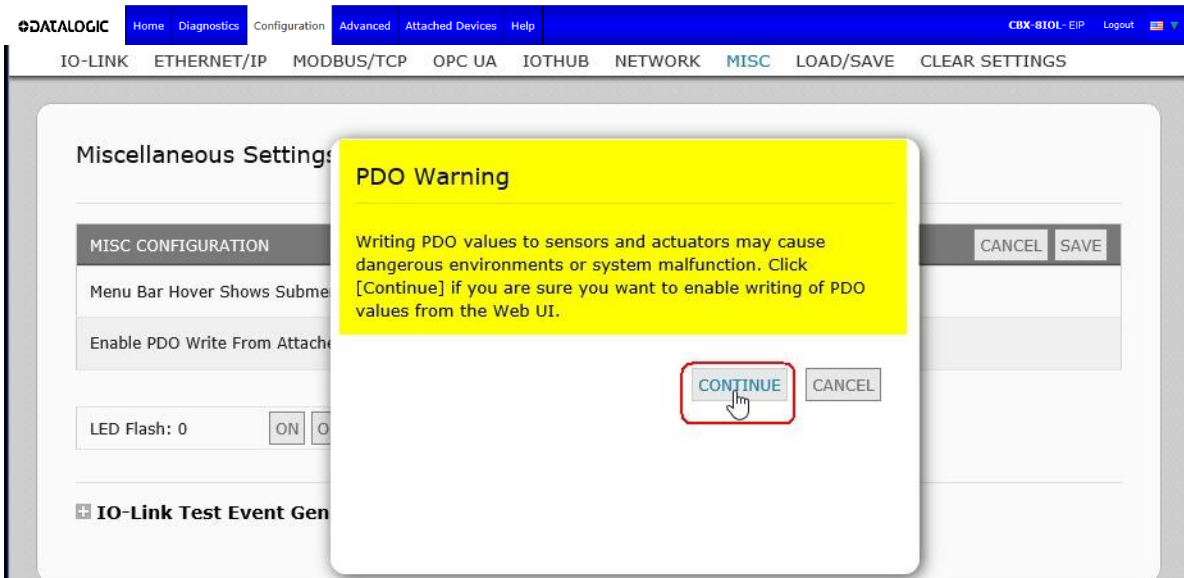 DATALOGIC Home Diagnostics Configuration Advanced Attached Devices Help CBX-8IOL-EIP Logout
IO-LINK ETHERNET/IP MODBUS/TCP OPC UA IOTHUB NETWORK MISC LOAD/SAVE CLEAR SETTINGS
Miscellaneous Settings
PDO Warning
Writing PDO values to sensors and actuators may cause
dangerous environments or system malfunction. Click
[Continue] if you are sure you want to enable writing of PDO
values from the Web UI.
CONTINUE CANCEL
MISC CONFIGURATION CANCEL SAVE
Menu Bar Hover Shows Subme
Enable PDO Write From Attache
LED Flash: 0 ON O
IO-Link Test Event Gen